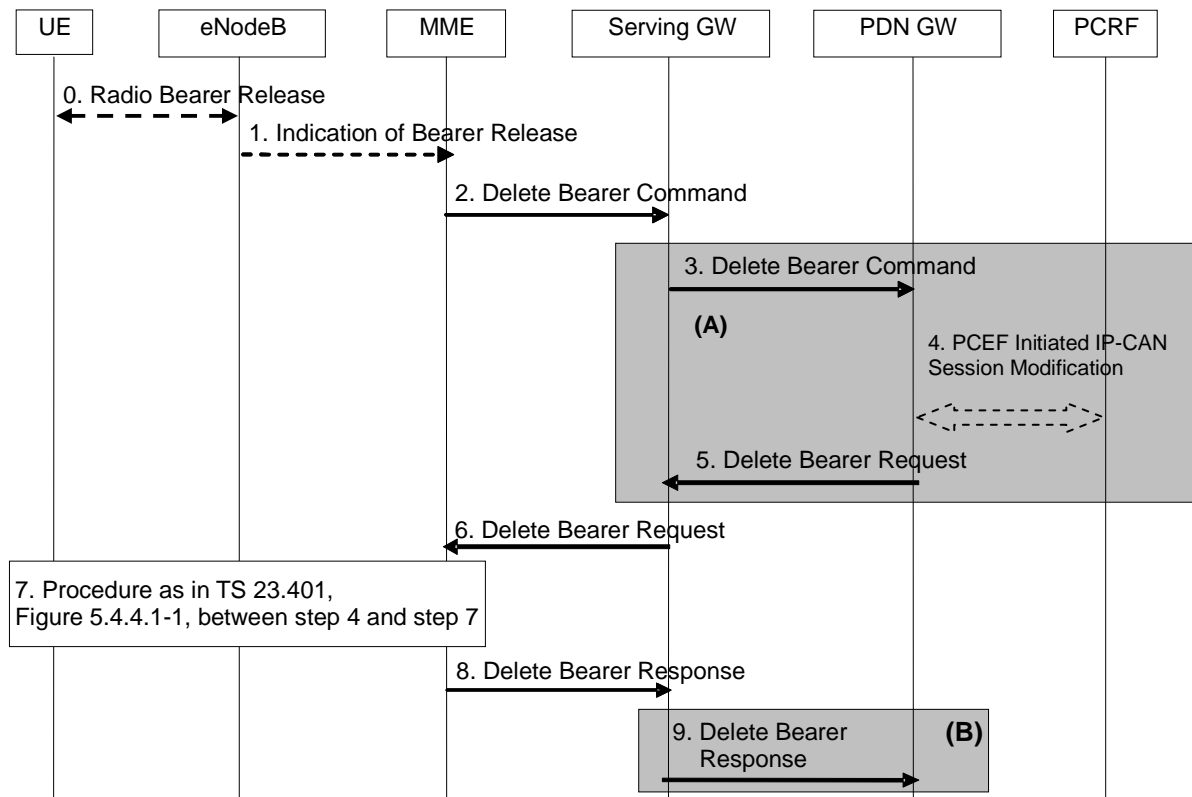 UE
eNodeB
MME
Serving GW
PDN GW
PCRF
0. Radio Bearer Release
1. Indication of Bearer Release
2. Delete Bearer Command
3. Delete Bearer Command
(A)
4. PCEF Initiated IP-CAN
Session Modification
5. Delete Bearer Request
6. Delete Bearer Request
7. Procedure as in TS 23.401,
Figure 5.4.4.1-1, between step 4 and step 7
8. Delete Bearer Response
9. Delete Bearer
Response
(B)